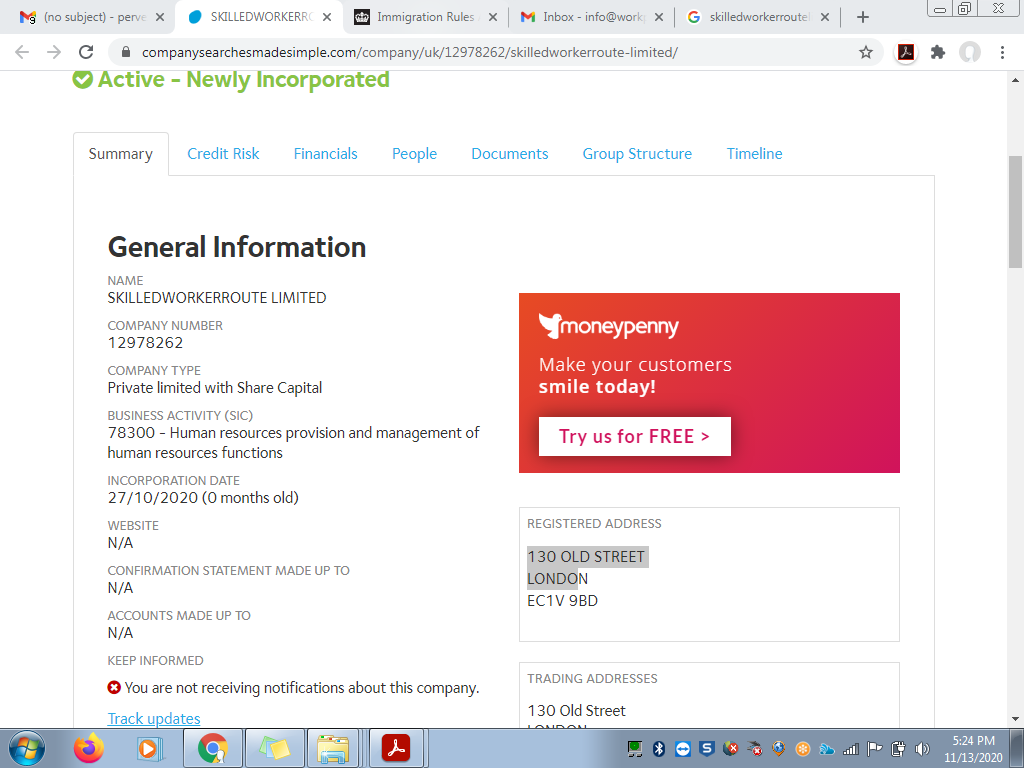 (no subject) - perve
SKILLEDWORKERRO
Immigration Rules
Inbox - info@work
skilledworkerroutel
companysearchesmadesimple.com/company/uk/12978262/skilledworkerroute-limited/
Active - Newly Incorporated
Summary
Credit Risk
Financials
People
Documents
Group Structure
Timeline
General Information
NAME
SKILLEDWORKERROUTE LIMITED
COMPANY NUMBER
12978262
COMPANY TYPE
Private limited with Share Capital
BUSINESS ACTIVITY (SIC)
78300 - Human resources provision and management of
human resources functions
INCORPORATION DATE
27/10/2020 (0 months old)
WEBSITE
N/A
CONFIRMATION STATEMENT MADE UP TO
N/A
ACCOUNTS MADE UP TO
N/A
KEEP INFORMED
You are not receiving notifications about this company.
Track updates
moneypenny
Make your customers
smile today!
Try us for FREE >
REGISTERED ADDRESS
130 OLD STREET
LONDON
EC1V 9BD
TRADING ADDRESSES
130 Old Street
LONDON
5:24 PM
11/13/2020